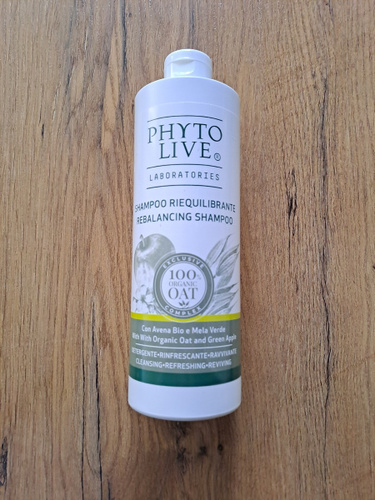 PHYTO
LIVE®
LABORATORIES
SHAMPOO RIEQUILIBRANTE
REBALANCING SHAMPOO
EXCLUSIVE
100%
ORGANIC
OAT
COMPLEX
Con Avena Bio e Mela Verde
With Organic Oat and Green Apple
DETERGENTE•RINFRESCANTE•RAVVIVANTE
CLEANSING•REFRESHING•REVIVING